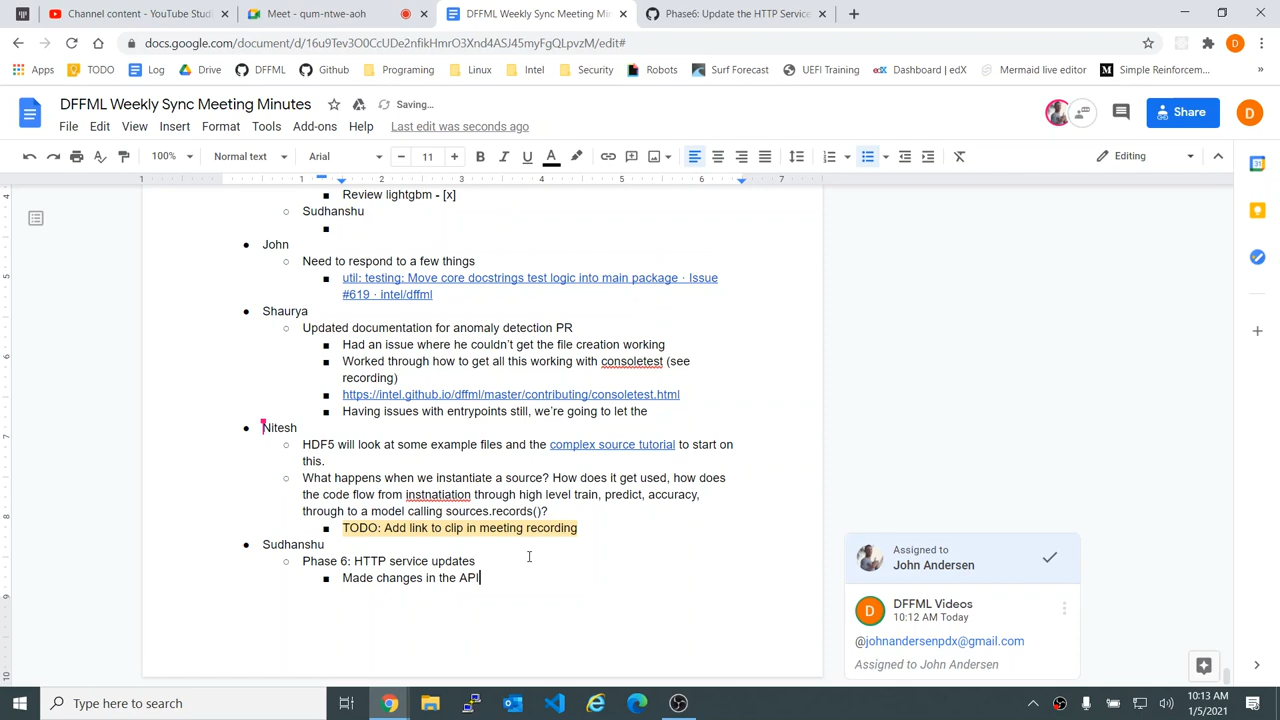 Content - YouTube Studi
Meet - qum-ntwe-aoh
DFFML Weekly Sync Meeting Min
Phase6: Update the HTTP Service
docs.google.com/document/d/16u9Tev3O0CcUDe2nfikHmrO3Xnd4ASJ45myFgQLpvzM/edit#
Apps TODO Log Drive DFFML Github Programing Linux Intel Security Robots Surf Forecast UEFI Training Dashboard | edX Mermaid live editor Simple Reinforcem...
DFFML Weekly Sync Meeting Minutes
Saving...
File Edit View Insert Format Tools Add-ons Help Last edit was seconds ago
Share
D
100% Normal text Arial 11 Editing
1 1 2 3 4 5 6 7
Review lightgbm - [x]
Sudhanshu
John
Need to respond to a few things
util: testing: Move core docstrings test logic into main package · Issue
#619 · intel/dffml
Shaurya
Updated documentation for anomaly detection PR
Had an issue where he couldn't get the file creation working
Worked through how to get all this working with consoletest (see
recording)
https://intel.github.io/dffml/master/contributing/consoletest.html
Having issues with entrypoints still, we're going to let the
Nitesh
HDF5 will look at some example files and the complex source tutorial to start on
this.
What happens when we instantiate a source? How does it get used, how does
the code flow from instnatiation through high level train, predict, accuracy,
through to a model calling sources.records()?
TODO: Add link to clip in meeting recording
Sudhanshu
Phase 6: HTTP service updates
Made changes in the API
Assigned to
John Andersen
D
DFFML Videos
10:12 AM Today
@johnandersenpdx@gmail.com
Assigned to John Andersen
Type here to search
10:13 AM
1/5/2021